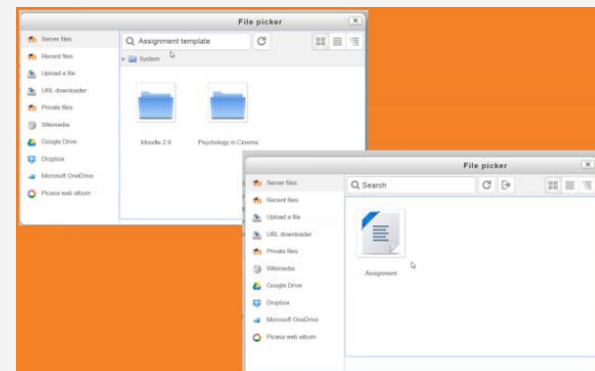 File picker
Server files
Recent files
Upload a file
URL downloader
Private files
Wikimedia
Google Drive
Dropbox
Microsoft OneDrive
Picasa web album
Assignment template
System
Moodle 2.9
Psychology in Cinema
File picker
Server files
Recent files
Upload a file
URL downloader
Private files
Wikimedia
Google Drive
Dropbox
Microsoft OneDrive
Picasa web album
Search
Assignment